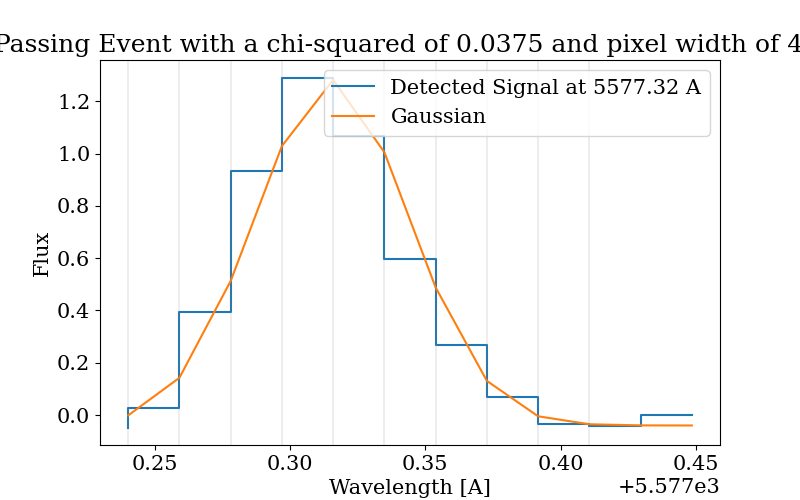 Passing Event with a chi-squared of 0.0375 and pixel width of 4
Detected Signal at 5577.32 A
Gaussian
1.2
1.0
0.8
0.6
0.4
0.2
0.0
Flux
0.25 0.30 0.35 0.40 0.45
+5.577e3
Wavelength [A]